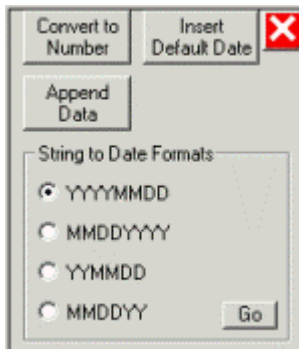 Convert to
Number
Insert
Default Date
Append
Data
String to Date Formats
YYYYMMDD
MMDDYYYY
YYMMDD
MMDDYY
Go